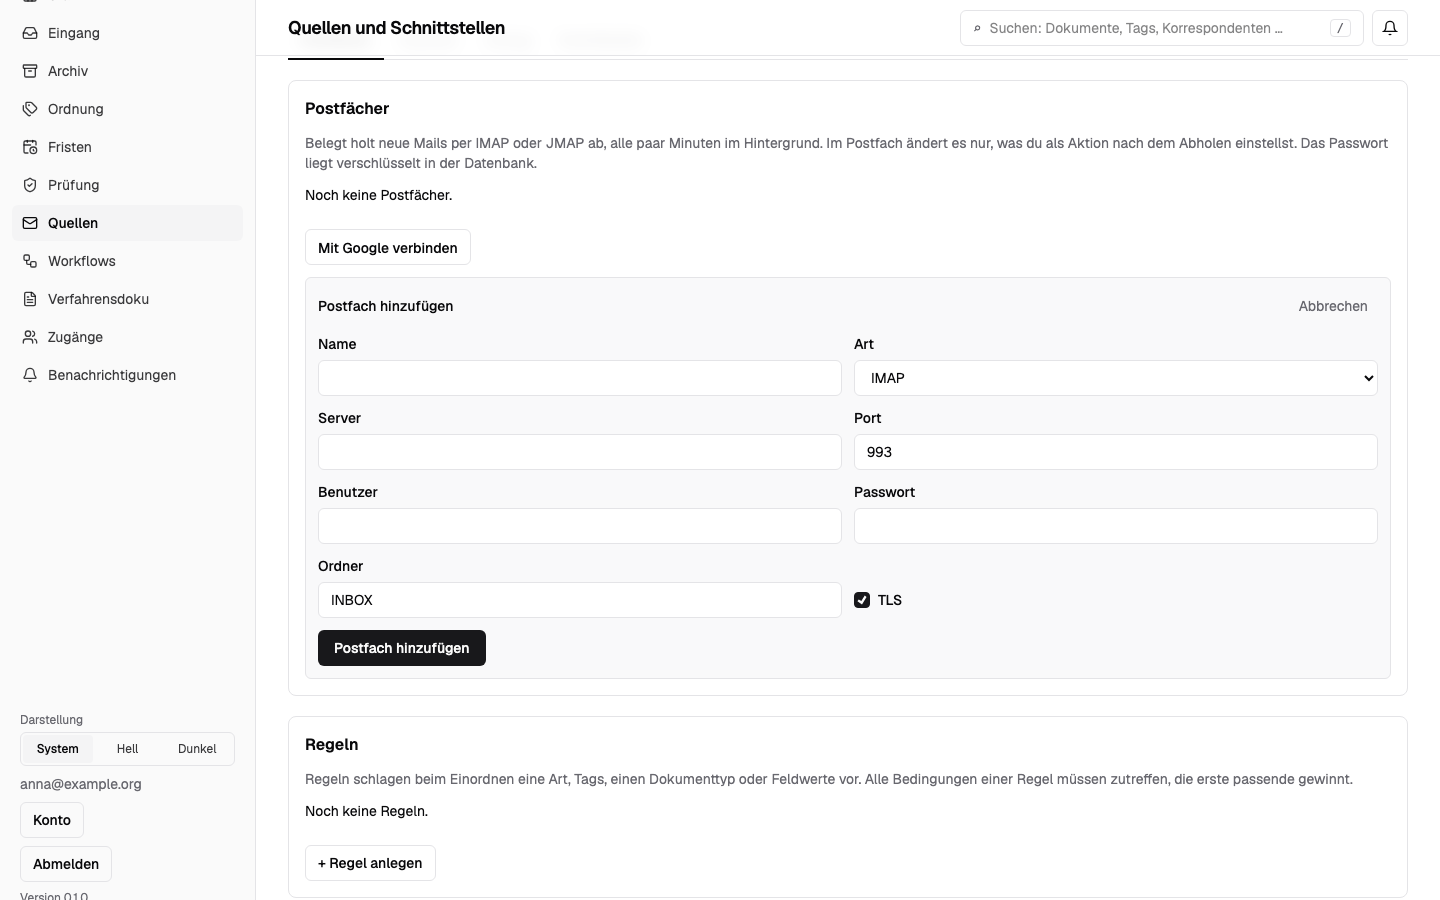 Eingang
Archiv
Ordnung
Fristen
Prüfung
Quellen
Workflows
Verfahrensdoku
Zugänge
Benachrichtigungen
Darstellung
System Hell Dunkel
anna@example.org
Konto
Abmelden
Version 0.1.0
Quellen und Schnittstellen
Suchen: Dokumente, Tags, Korrespondenten …
/
Postfächer
Belegt holt neue Mails per IMAP oder JMAP ab, alle paar Minuten im Hintergrund. Im Postfach ändert es nur, was du als Aktion nach dem Abholen einstellst. Das Passwort
liegt verschlüsselt in der Datenbank.
Noch keine Postfächer.
Mit Google verbinden
Postfach hinzufügen Abbrechen
Name Art
IMAP
Server Port
993
Benutzer Passwort
Ordner
INBOX TLS
Postfach hinzufügen
Regeln
Regeln schlagen beim Einordnen eine Art, Tags, einen Dokumenttyp oder Feldwerte vor. Alle Bedingungen einer Regel müssen zutreffen, die erste passende gewinnt.
Noch keine Regeln.
+ Regel anlegen